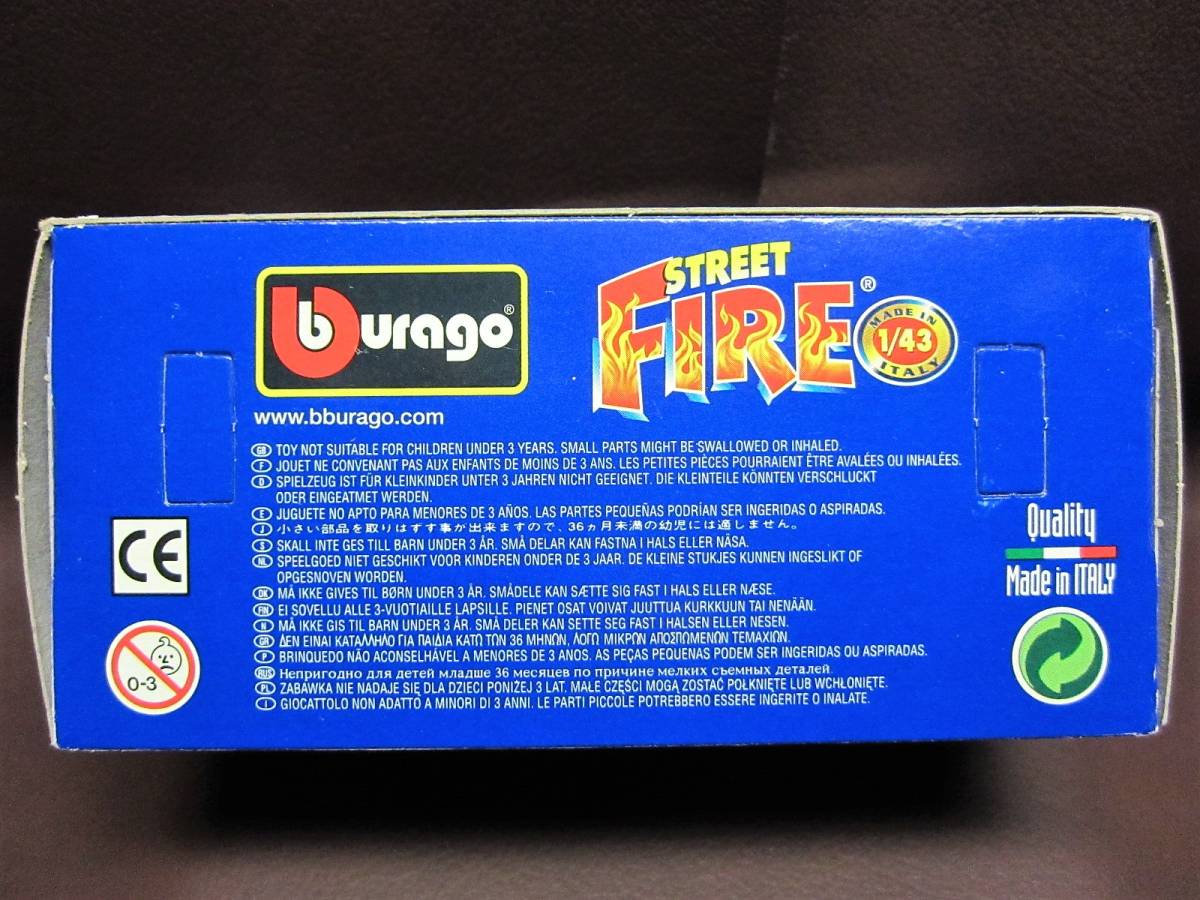 bburago®
STREET
FIRE®
MADE IN
1/43
ITALY
www.bburago.com
GB TOY NOT SUITABLE FOR CHILDREN UNDER 3 YEARS. SMALL PARTS MIGHT BE SWALLOWED OR INHALED.
F JOUET NE CONVENANT PAS AUX ENFANTS DE MOINS DE 3 ANS. LES PETITES PIÈCES POURRAIENT ÊTRE AVALÉES OU INHALÉES.
D SPIELZEUG IST FÜR KLEINKINDER UNTER 3 JAHREN NICHT GEEIGNET. DIE KLEINTEILE KÖNNTEN VERSCHLUCKT
ODER EINGEATMET WERDEN.
E JUGUETE NO APTO PARA MENORES DE 3 AÑOS. LAS PARTES PEQUEÑAS PODRÍAN SER INGERIDAS O ASPIRADAS.
J 小さい部品を取りはずす事が出来ますので、36ヵ月未満の幼児には適しません。
S SKALL INTE GES TILL BARN UNDER 3 ÅR. SMÅ DELAR KAN FASTNA I HALS ELLER NÄSA.
NL SPEELGOED NIET GESCHIKT VOOR KINDEREN ONDER DE 3 JAAR. DE KLEINE STUKJES KUNNEN INGESLIKT OF
OPGESNOVEN WORDEN.
DK MÅ IKKE GIVES TIL BØRN UNDER 3 ÅR. SMÅDELE KAN SÆTTE SIG FAST I HALS ELLER NÆSE.
FIN EI SOVELLU ALLE 3-VUOTIAILLE LAPSILLE. PIENET OSAT VOIVAT JUUTTUA KURKKUUN TAI NENÄÄN.
N MÅ IKKE GIS TIL BARN UNDER 3 ÅR. SMÅ DELER KAN SETTE SEG FAST I HALSEN ELLER NESEN.
GR ΔΕΝ ΕΙΝΑΙ ΚΑΤΑΛΛΗΛΟ ΓΙΑ ΠΑΙΔΙΑ ΚΑΤΩ ΤΩΝ 36 ΜΗΝΩΝ, ΛΟΓΩ ΜΙΚΡΩΝ ΑΠΟΣΠΩΜΕΝΩΝ ΤΕΜΑΧΙΩΝ.
P BRINQUEDO NÃO ACONSELHÁVEL A MENORES DE 3 ANOS. AS PEÇAS PEQUENAS PODEM SER INGERIDAS OU ASPIRADAS.
RUS Непригодно для детей младше 36 месяцев по причине мелких съемных деталей
PL ZABAWKA NIE NADAJE SIĘ DLA DZIECI PONIŻEJ 3 LAT. MAŁE CZĘŚCI MOGĄ ZOSTAĆ POŁKNIĘTE LUB WCHŁONIĘTE.
I GIOCATTOLO NON ADATTO A MINORI DI 3 ANNI. LE PARTI PICCOLE POTREBBERO ESSERE INGERITE O INALATE.
CE
0-3
Quality
Made in ITALY